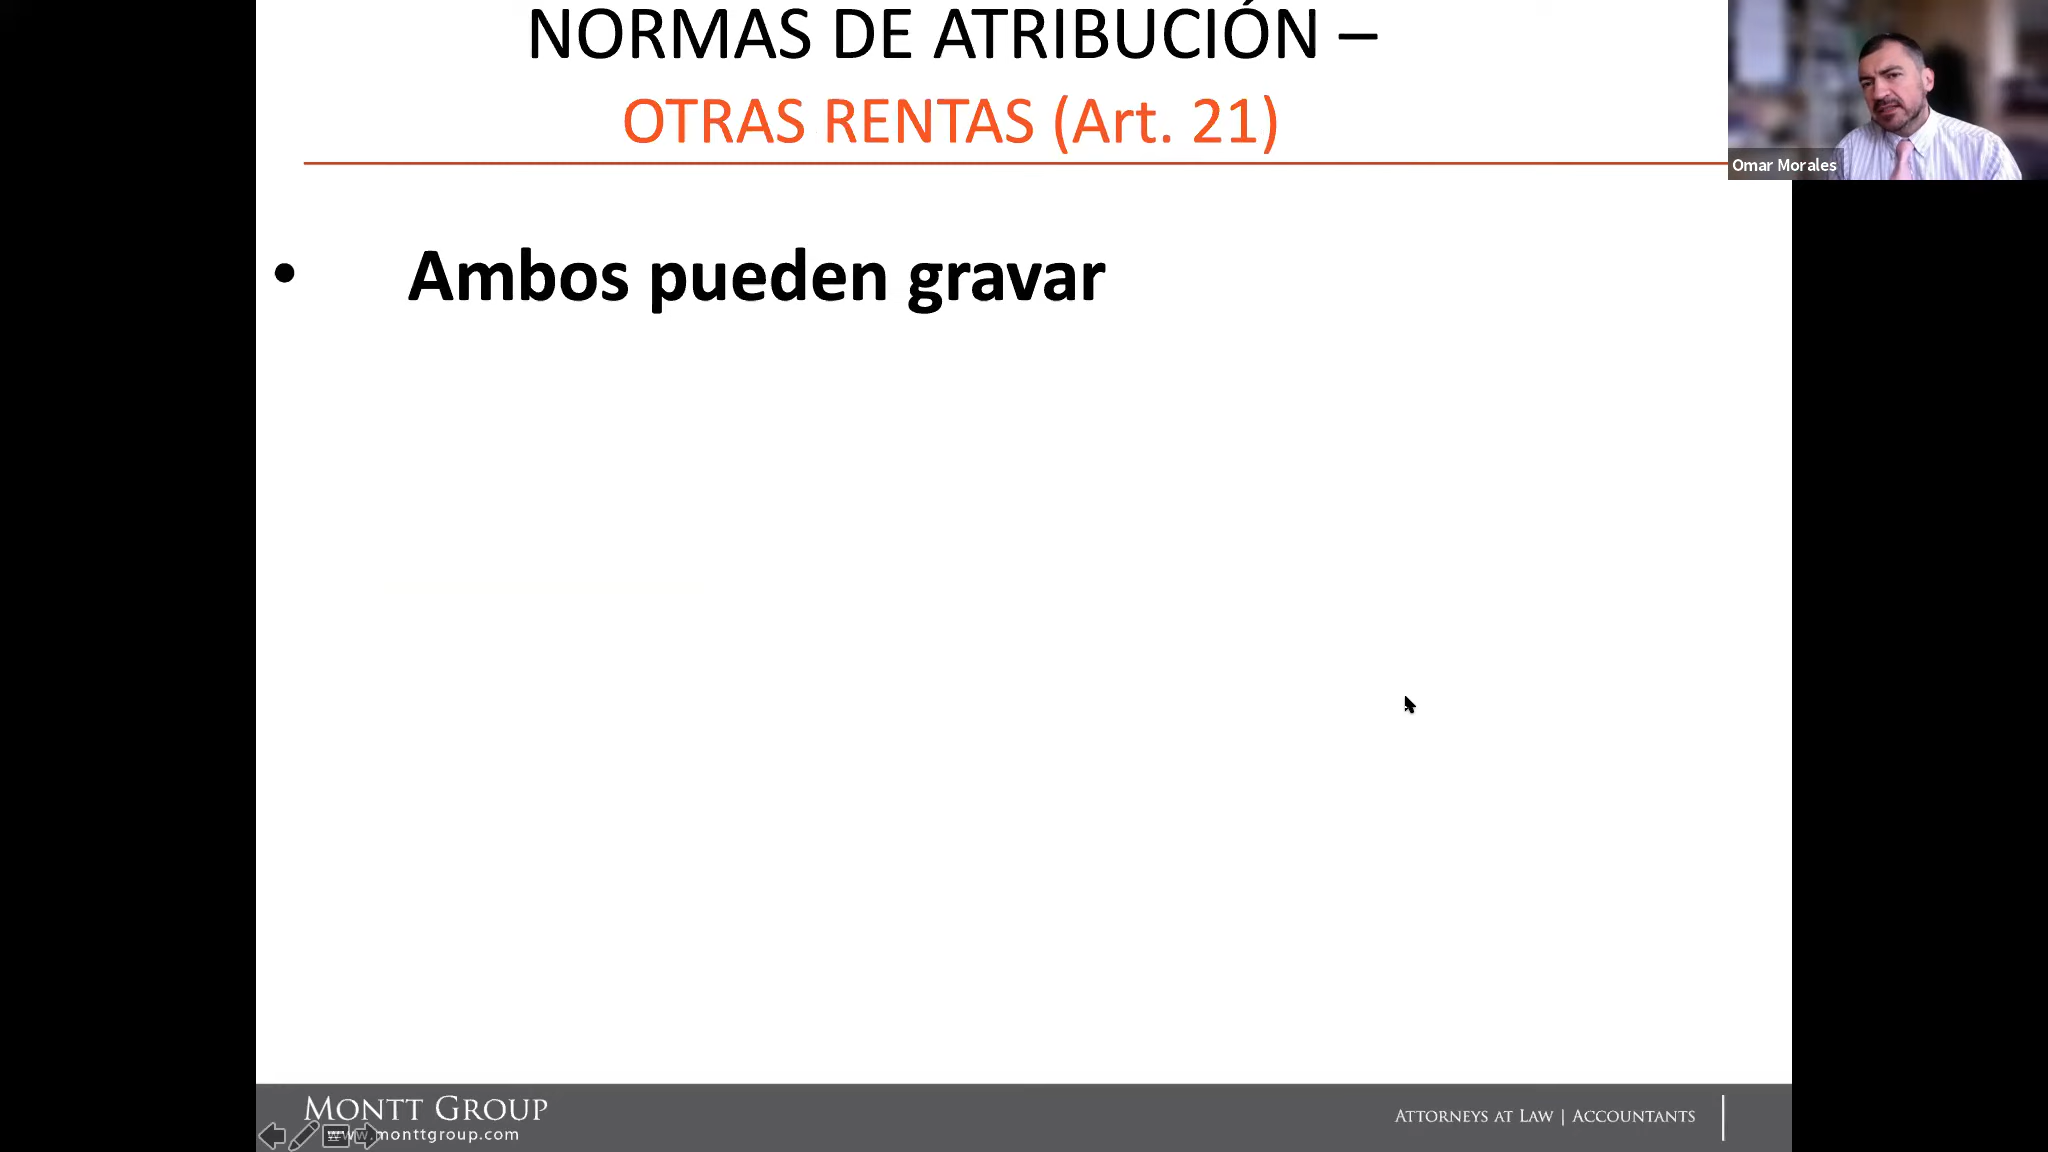 NORMAS DE ATRIBUCIÓN –
OTRAS RENTAS (Art. 21)
Omar Morales
• Ambos pueden gravar
MONTT GROUP
www.monttgroup.com
ATTORNEYS AT LAW | ACCOUNTANTS